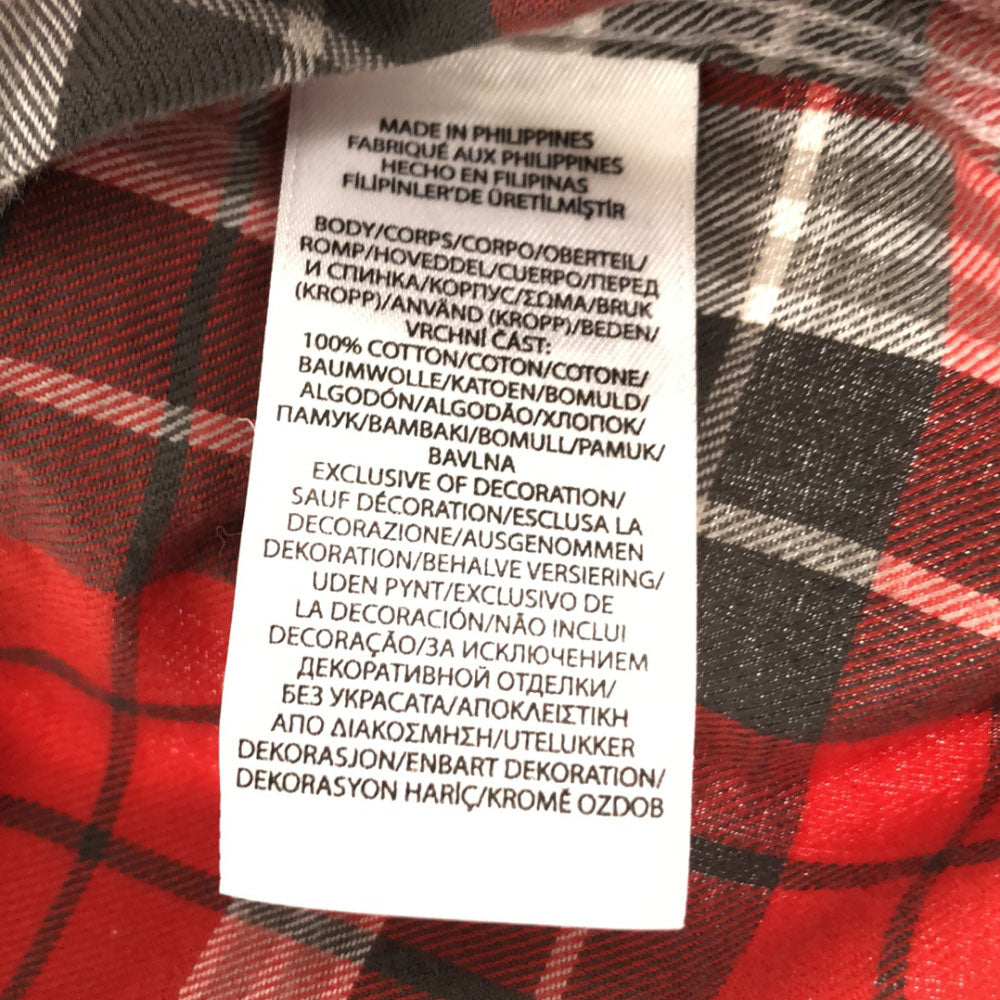 MADE IN PHILIPPINES
FABRIQUÉ AUX PHILIPPINES
HECHO EN FILIPINAS
FİLİPİNLER'DE ÜRETİLMİŞTİR
BODY/CORPS/CORPO/OBERTEIL/
ROMP/HOVEDDEL/CUERPO/ПЕРЕД
И СПИНКА/КОРПУС/ΣΩΜΑ/BRUK
(KROPP)/ANVÄND (KROPP)/BEDEN/
VRCHNÍ ČÁST:
100% COTTON/COTON/COTONE/
BAUMWOLLE/KATOEN/BOMULD/
ALGODÓN/ALGODÃO/ХЛОПОК/
ПАМУК/ΒΑΜΒΑΚΙ/BOMULL/PAMUK/
BAVLNA
EXCLUSIVE OF DECORATION/
SAUF DÉCORATION/ESCLUSA LA
DECORAZIONE/AUSGENOMMEN
DEKORATION/BEHALVE VERSIERING/
UDEN PYNT/EXCLUSIVO DE
LA DECORACIÓN/NÃO INCLUI
DECORAÇÃO/ЗА ИСКЛЮЧЕНИЕМ
ДЕКОРАТИВНОЙ ОТДЕЛКИ/
БЕЗ УКРАСАТА/ΑΠΟΚΛΕΙΣΤΙΚΗ
ΑΠΟ ΔΙΑΚΟΣΜΗΣΗ/UTELUKKER
DEKORASJON/ENBART DEKORATION/
DEKORASYON HARİÇ/KROMĚ OZDOB